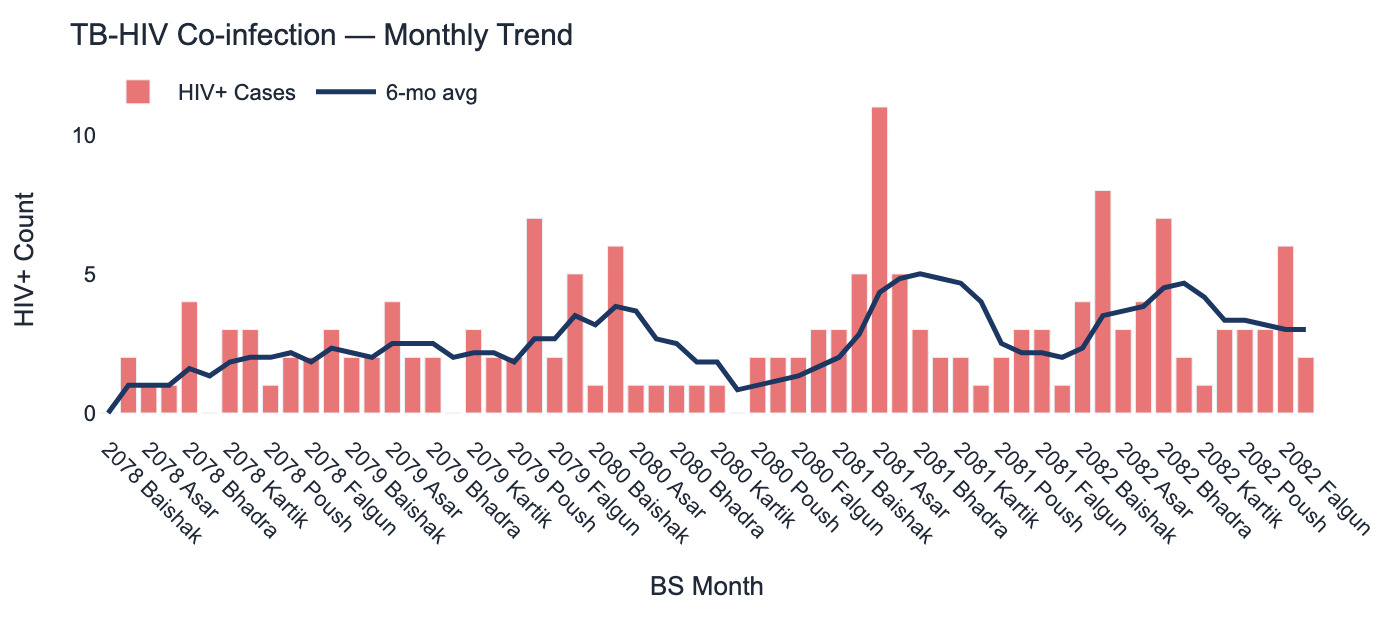 TB-HIV Co-infection — Monthly Trend
HIV+ Cases
6-mo avg
HIV+ Count
10
5
0
2078 Baishak
2078 Asar
2078 Bhadra
2078 Kartik
2078 Poush
2078 Falgun
2079 Baishak
2079 Asar
2079 Bhadra
2079 Kartik
2079 Poush
2079 Falgun
2080 Baishak
2080 Asar
2080 Bhadra
2080 Kartik
2080 Poush
2080 Falgun
2081 Baishak
2081 Asar
2081 Bhadra
2081 Kartik
2081 Poush
2081 Falgun
2082 Baishak
2082 Asar
2082 Bhadra
2082 Kartik
2082 Poush
2082 Falgun
BS Month